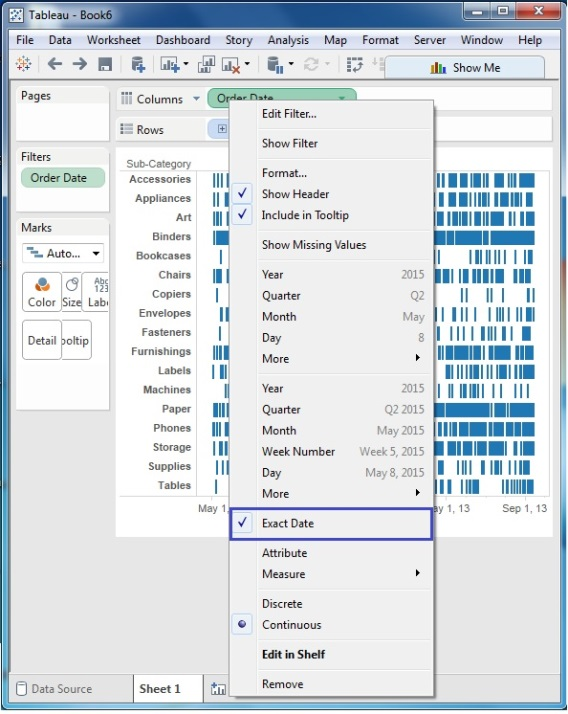 Tableau - Book6
File Data Worksheet Dashboard Story Analysis Map Format Server Window Help
Show Me
Pages
Columns Order Date
Rows
Filters
Order Date
Marks
Auto...
Color Size Labe
Abc
123
Detail ooltip
Sub-Category
Accessories
Appliances
Art
Binders
Bookcases
Chairs
Copiers
Envelopes
Fasteners
Furnishings
Labels
Machines
Paper
Phones
Storage
Supplies
Tables
May 1, ay 1, 13 Sep 1, 13
Edit Filter...
Show Filter
Format...
Show Header
Include in Tooltip
Show Missing Values
Year 2015
Quarter Q2
Month May
Day 8
More
Year 2015
Quarter Q2 2015
Month May 2015
Week Number Week 5, 2015
Day May 8, 2015
More
Exact Date
Attribute
Measure
Discrete
Continuous
Edit in Shelf
Remove
Data Source Sheet 1